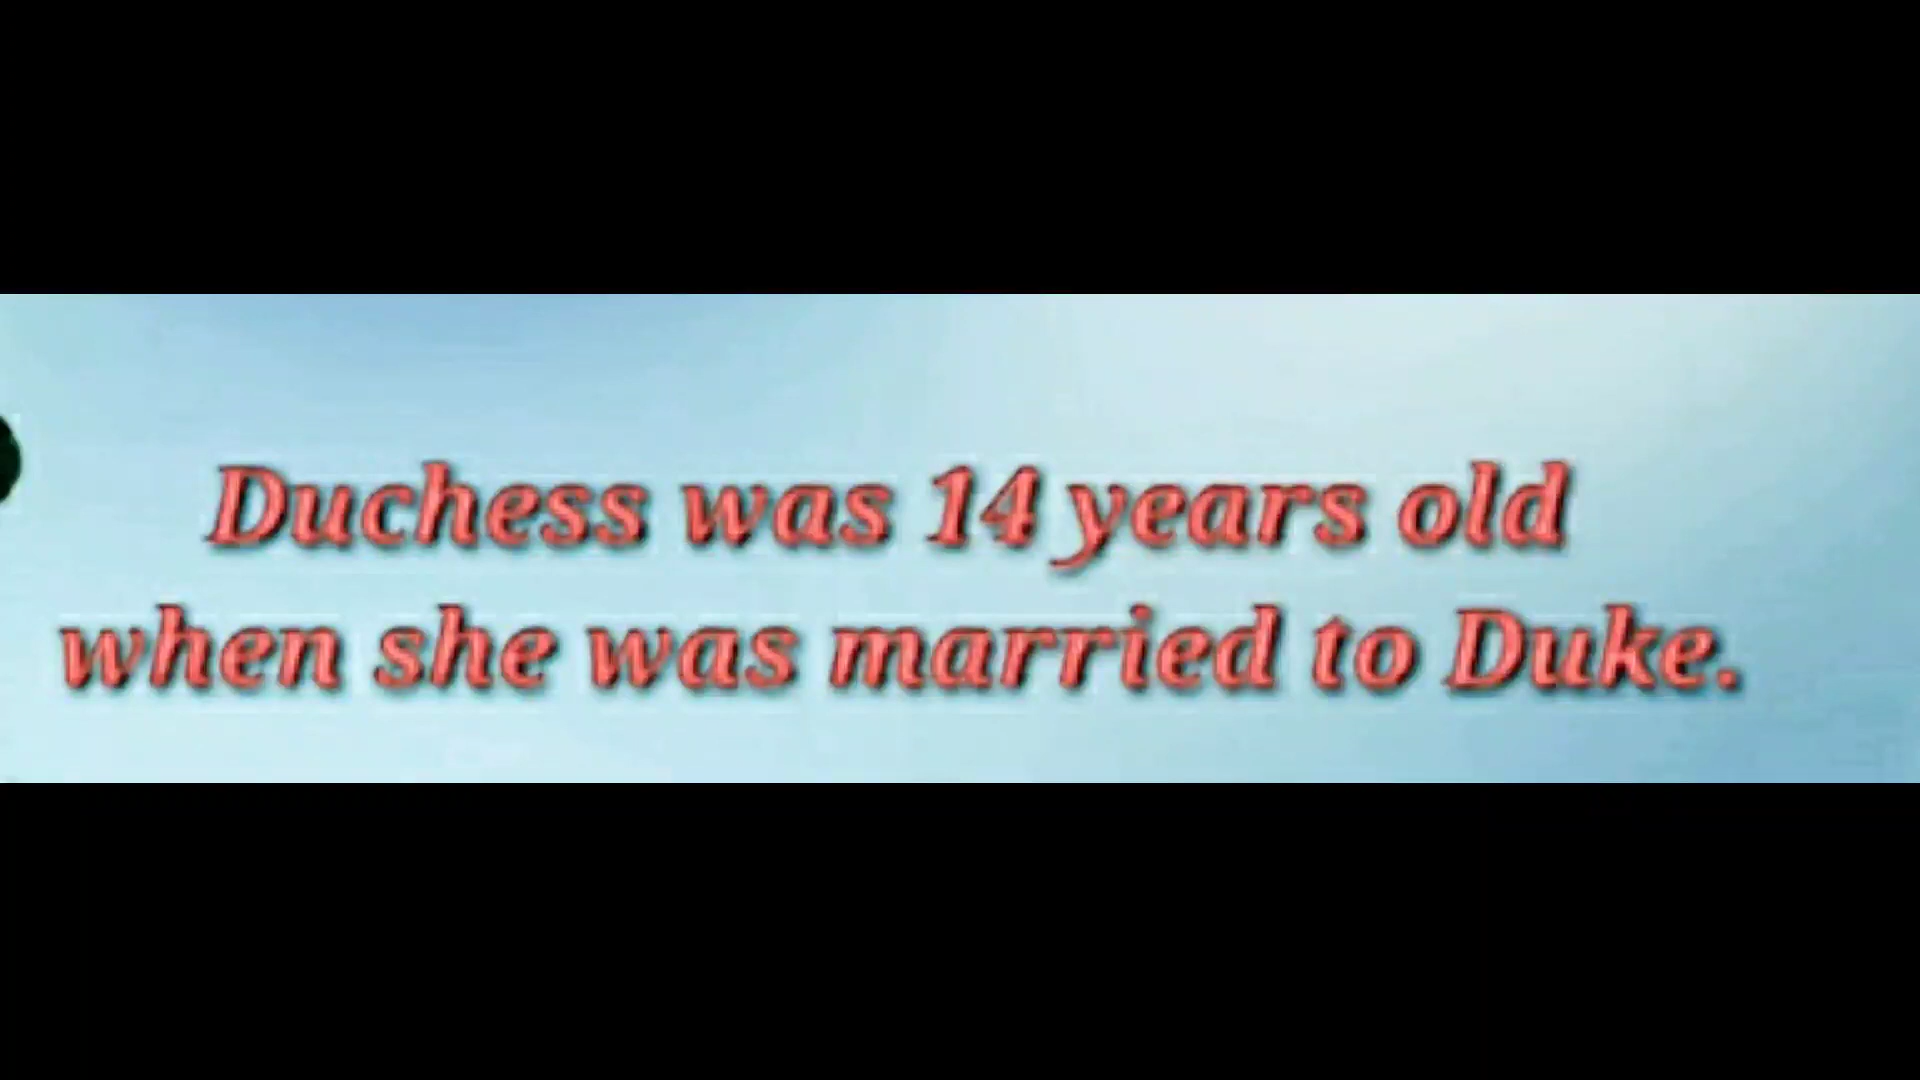 Duchess was 14 years old
when she was married to Duke.